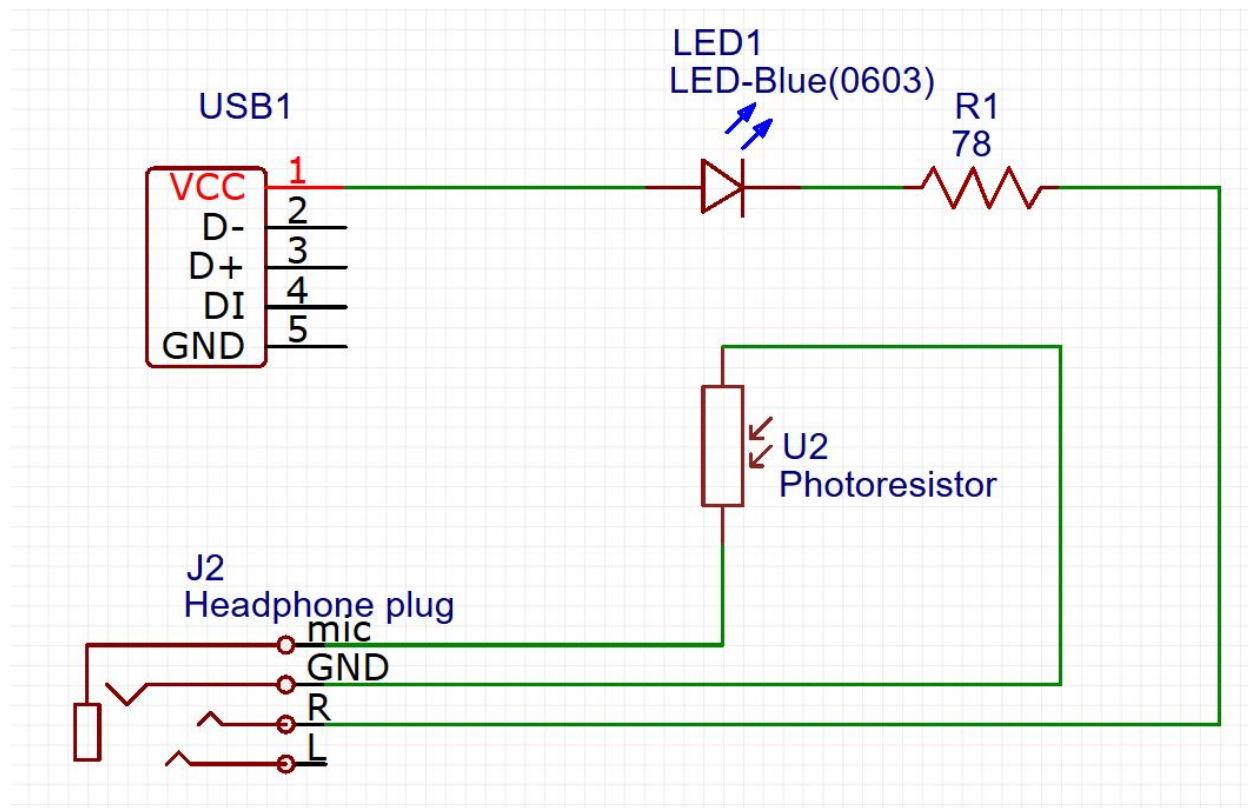 LED1
LED-Blue(0603)
USB1
R1
78
VCC 1
D- 2
D+ 3
DI 4
GND 5
U2
Photoresistor
J2
Headphone plug
mic
GND
R
L